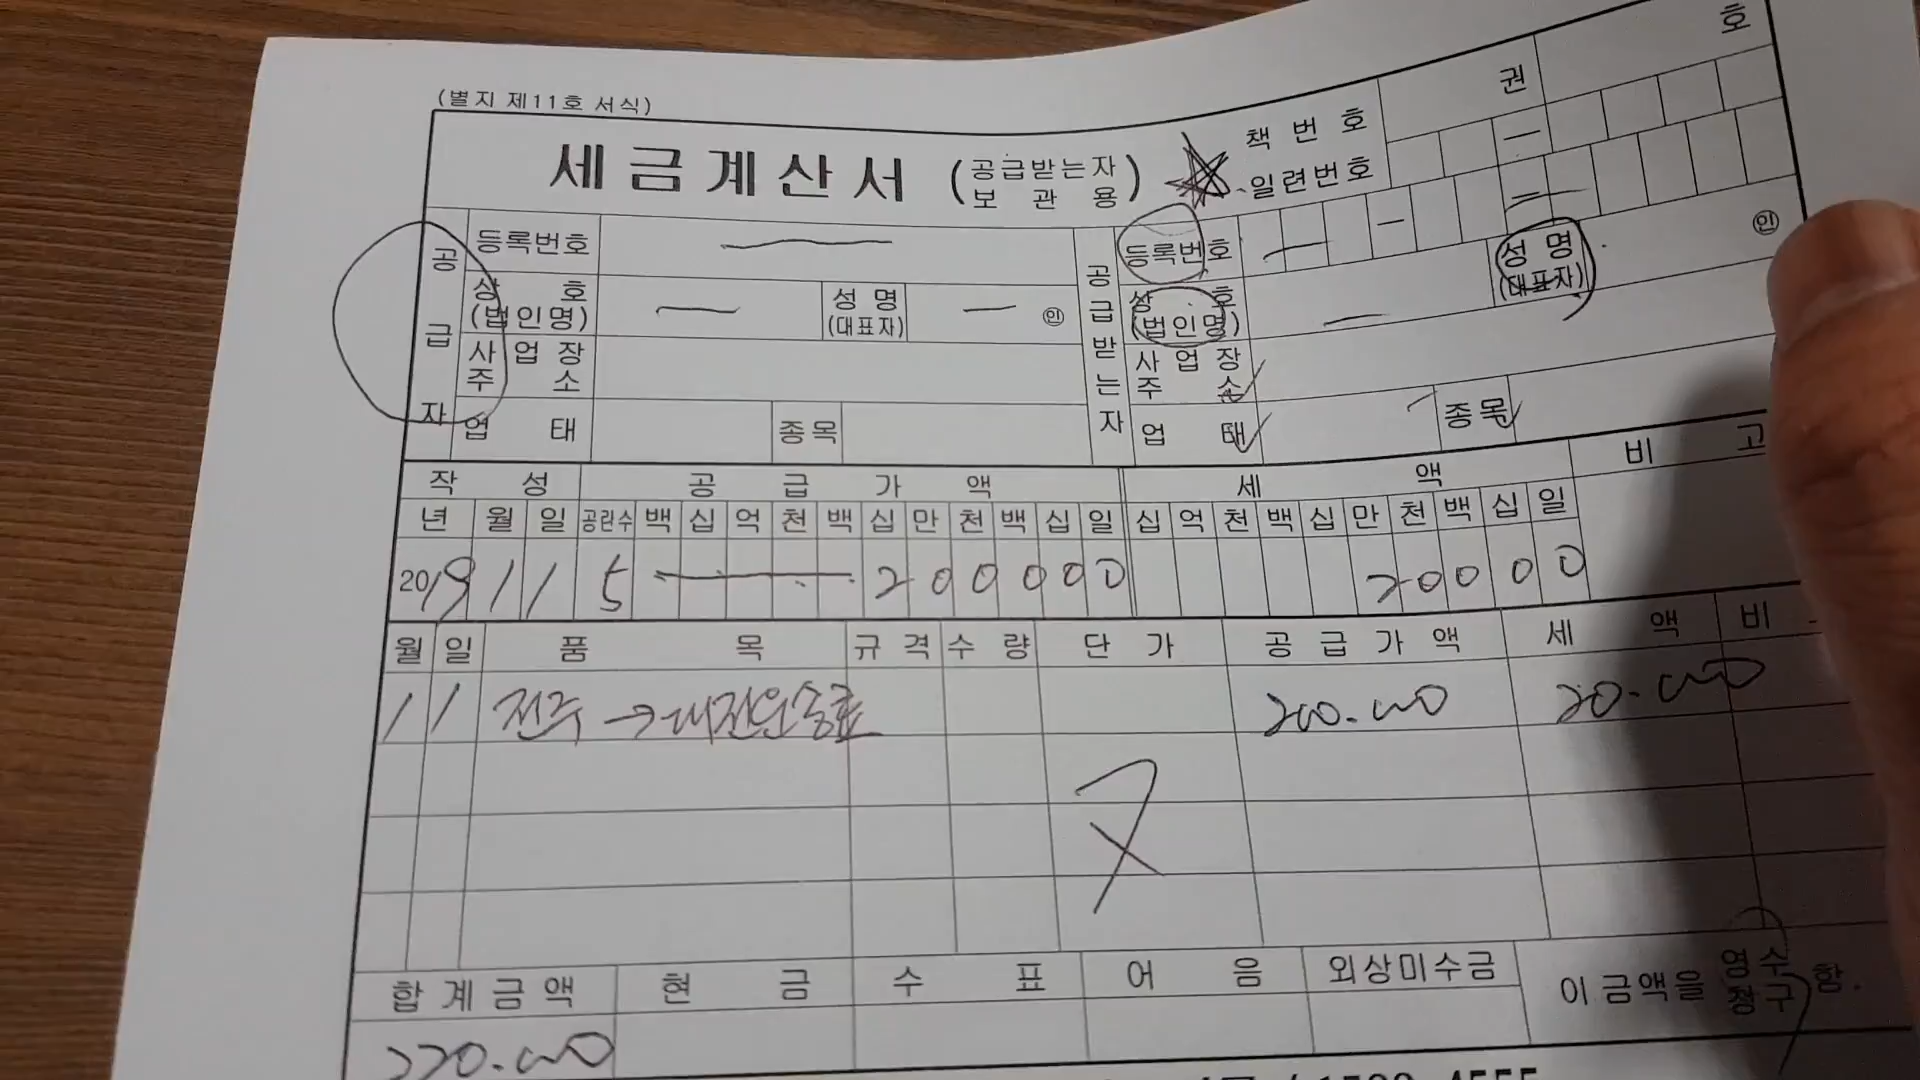 (별지 제11호 서식)
세금계산서 (공급받는자 보관용)
책번호 권 호
일련번호 —
공급자
등록번호
상호 (법인명) 성명 (대표자) 인
사업장 주소
업태 종목
공급받는자
등록번호 — —
상호 (법인명) 성명 (대표자) 인
사업장 주소
업태 종목
작성 공급가액 세액 비고
년 월 일 공란수 백 십 억 천 백 십 만 천 백 십 일 십 억 천 백 십 만 천 백 십 일
2019 11 1 5 200000 20000
월 일 품목 규격 수량 단가 공급가액 세액 비
11 1 전주 → 대전운송료 200.000 20.000
합계금액 현금 수표 어음 외상미수금 이 금액을 영수 청구 함.
220.000